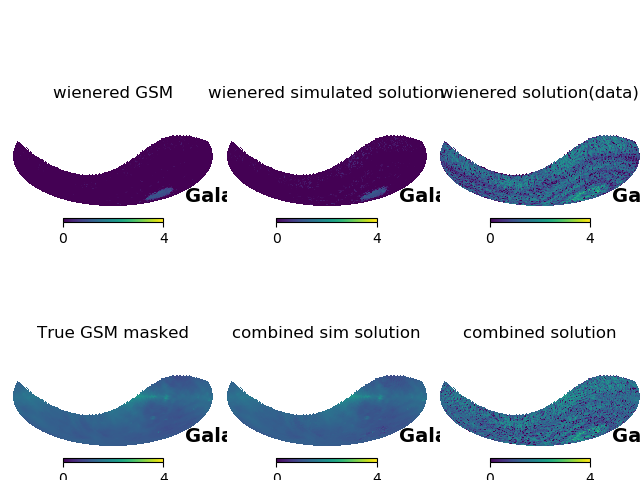 wienered GSM
wienered simulated solution
wienered solution(data)
Gala
Gala
Ga
0 4
0 4
0 4
True GSM masked
combined sim solution
combined solution
Gala
Gala
Ga
0 4
0 4
0 4